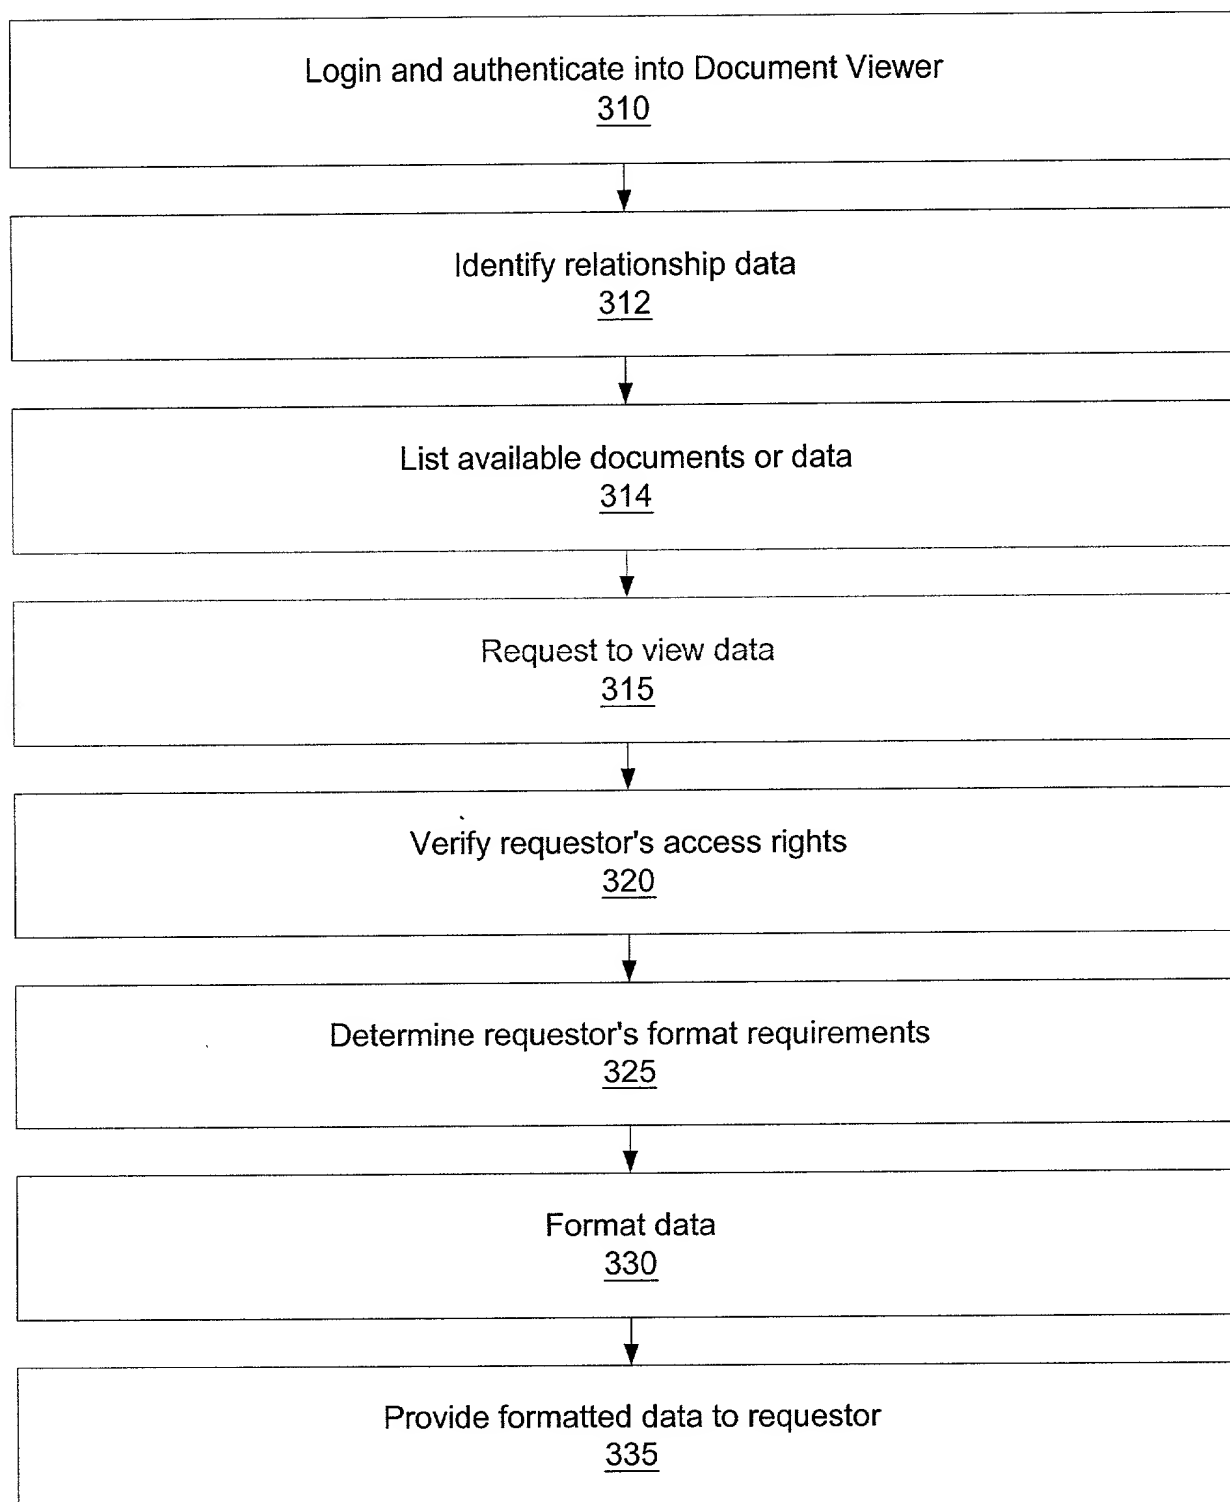 Login and authenticate into Document Viewer
310
Identify relationship data
312
List available documents or data
314
Request to view data
315
Verify requestor's access rights
320
Determine requestor's format requirements
325
Format data
330
Provide formatted data to requestor
335